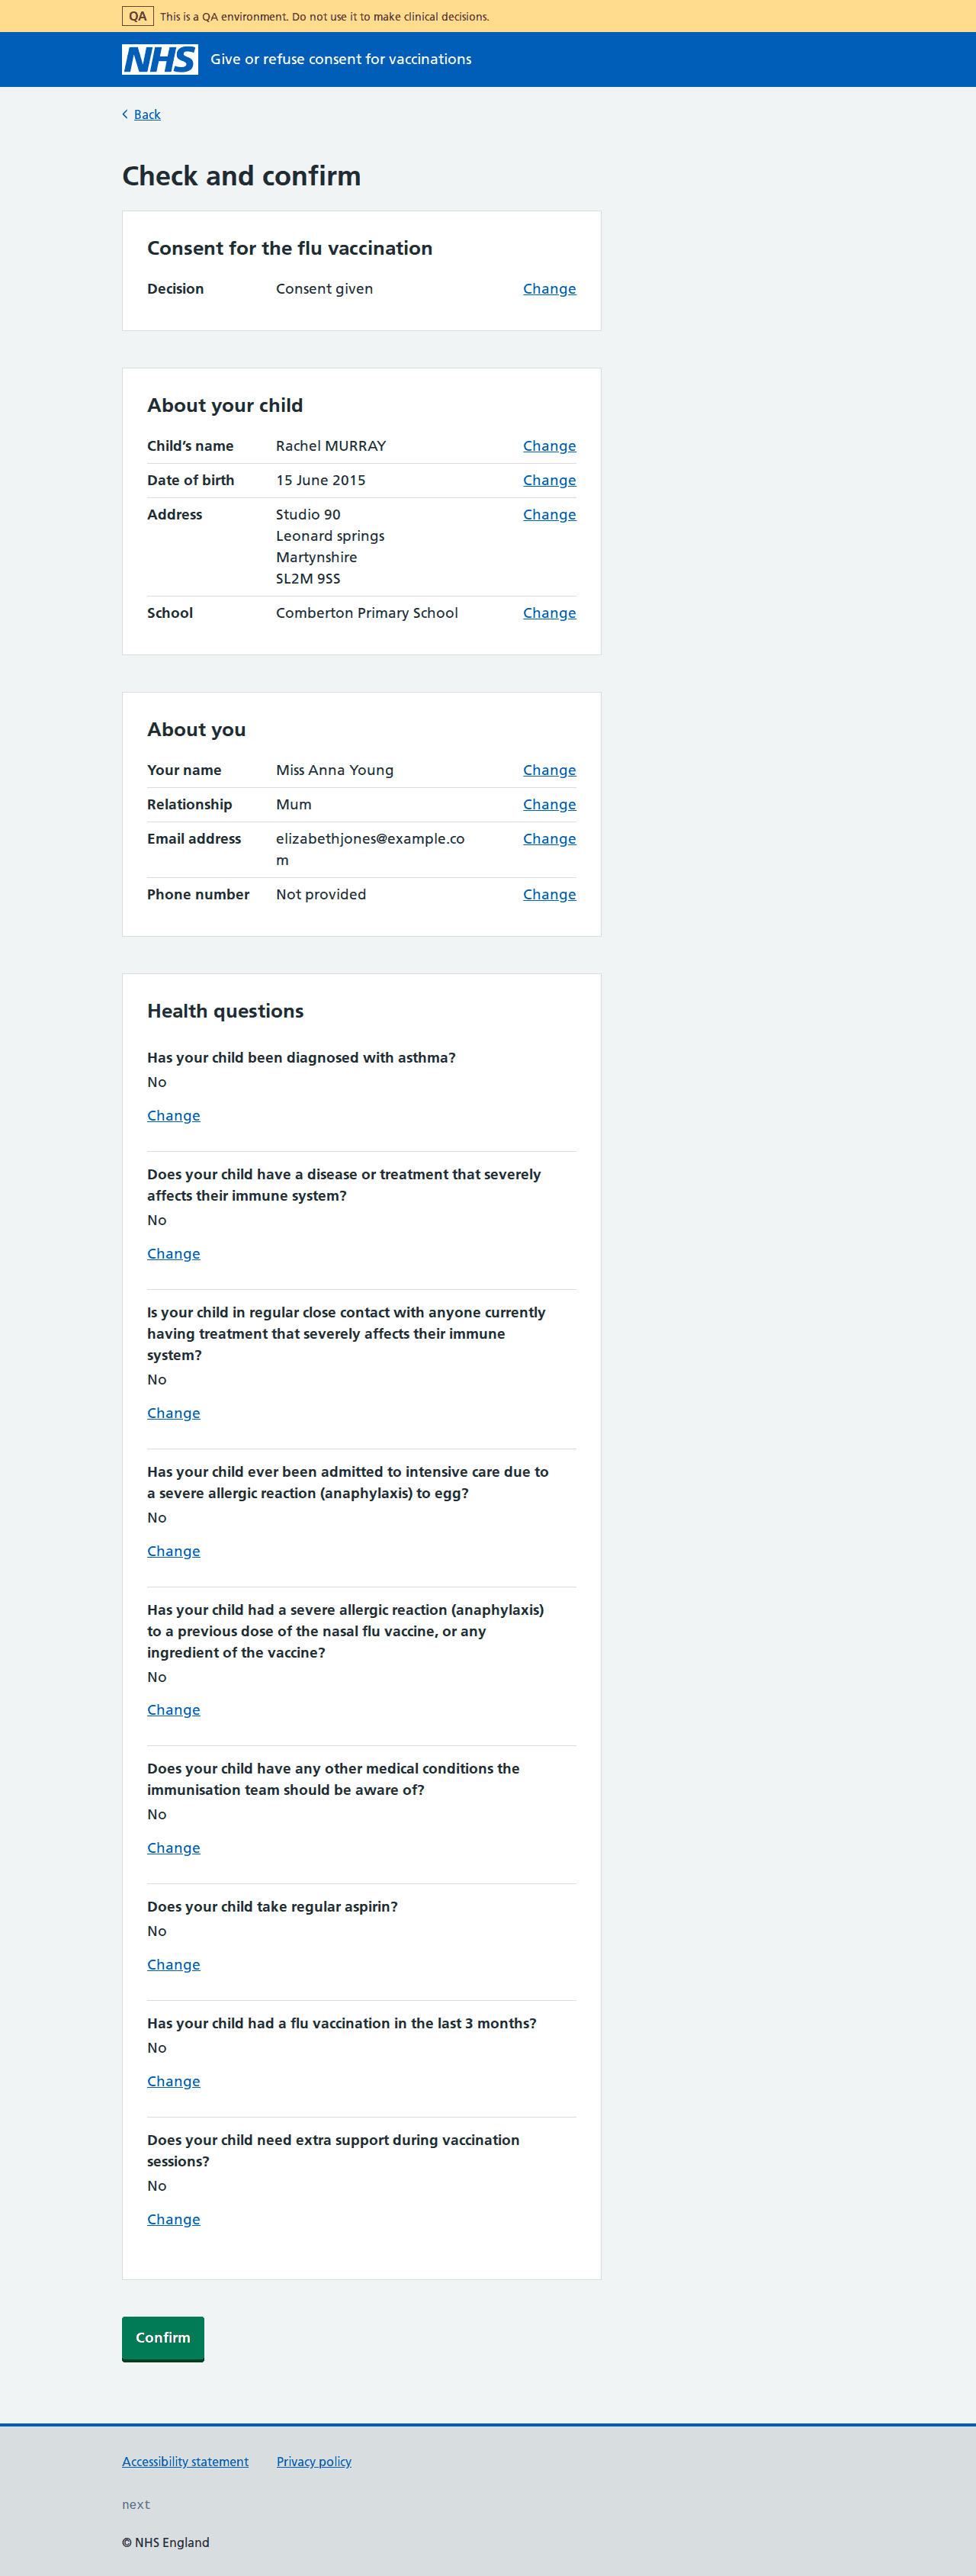 QA This is a QA environment. Do not use it to make clinical decisions.
NHS Give or refuse consent for vaccinations
Back
Check and confirm
Consent for the flu vaccination
Decision Consent given Change
About your child
Child’s name Rachel MURRAY Change
Date of birth 15 June 2015 Change
Address Studio 90 Change
Leonard springs
Martynshire
SL2M 9SS
School Comberton Primary School Change
About you
Your name Miss Anna Young Change
Relationship Mum Change
Email address elizabethjones@example.co Change
m
Phone number Not provided Change
Health questions
Has your child been diagnosed with asthma?
No
Change
Does your child have a disease or treatment that severely
affects their immune system?
No
Change
Is your child in regular close contact with anyone currently
having treatment that severely affects their immune
system?
No
Change
Has your child ever been admitted to intensive care due to
a severe allergic reaction (anaphylaxis) to egg?
No
Change
Has your child had a severe allergic reaction (anaphylaxis)
to a previous dose of the nasal flu vaccine, or any
ingredient of the vaccine?
No
Change
Does your child have any other medical conditions the
immunisation team should be aware of?
No
Change
Does your child take regular aspirin?
No
Change
Has your child had a flu vaccination in the last 3 months?
No
Change
Does your child need extra support during vaccination
sessions?
No
Change
Confirm
Accessibility statement Privacy policy
next
© NHS England